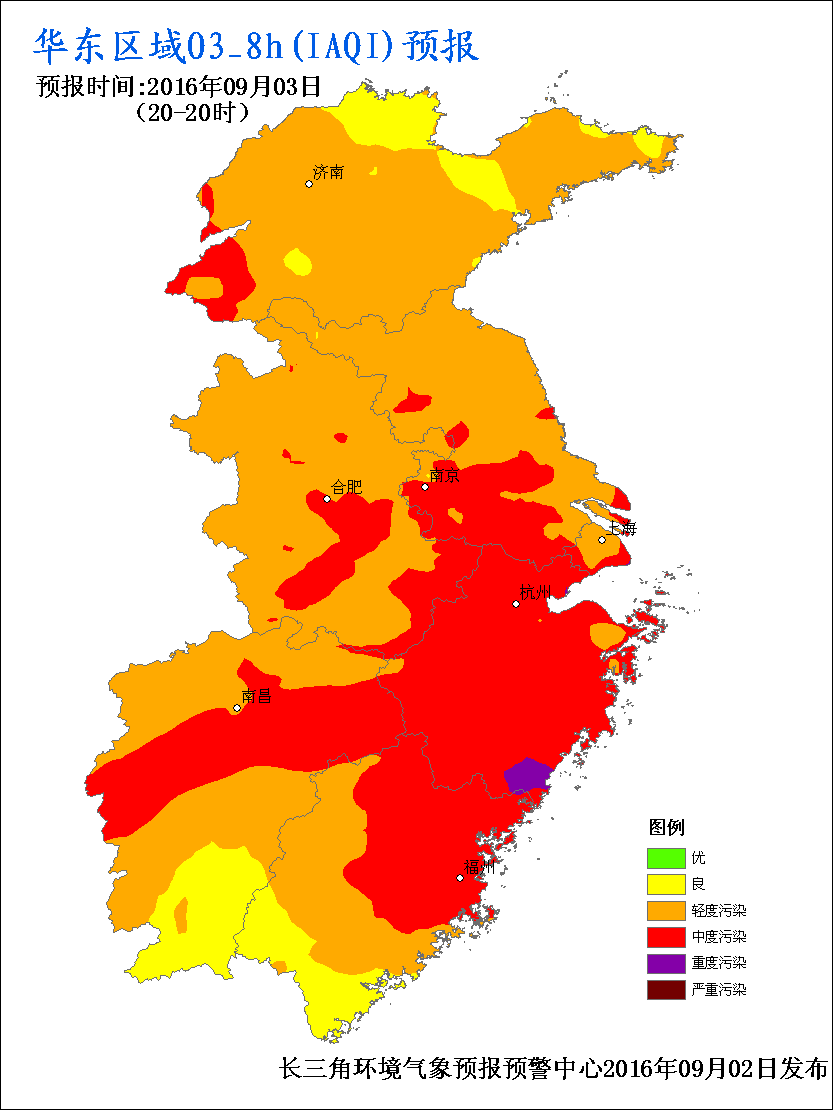 华东区域O3_8h(IAQI)预报
预报时间:2016年09月03日
(20-20时)
济南
南京
合肥
上海
杭州
南昌
福州
图例
优
良
轻度污染
中度污染
重度污染
严重污染
长三角环境气象预报预警中心2016年09月02日发布